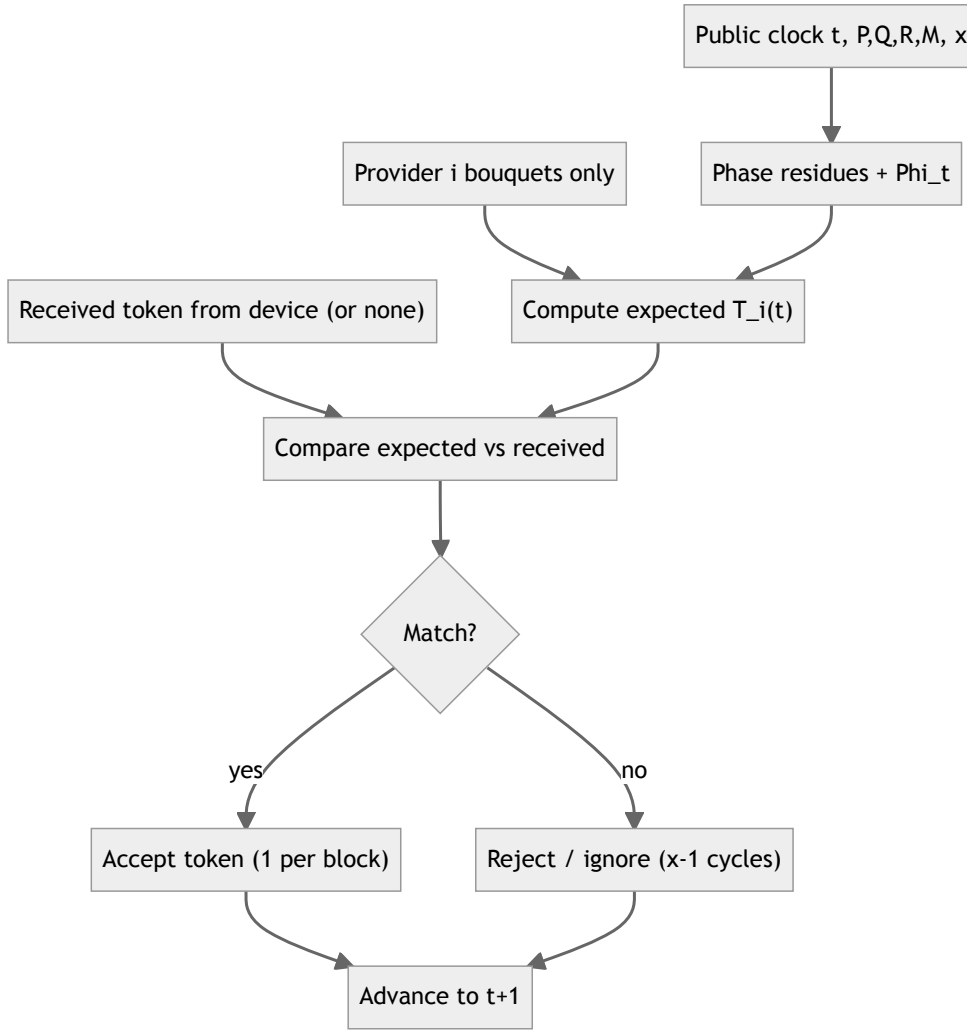 Public clock t, P,Q,R,M, x
Provider i bouquets only
Phase residues + Phi_t
Received token from device (or none)
Compute expected T_i(t)
Compare expected vs received
Match?
yes
no
Accept token (1 per block)
Reject / ignore (x-1 cycles)
Advance to t+1